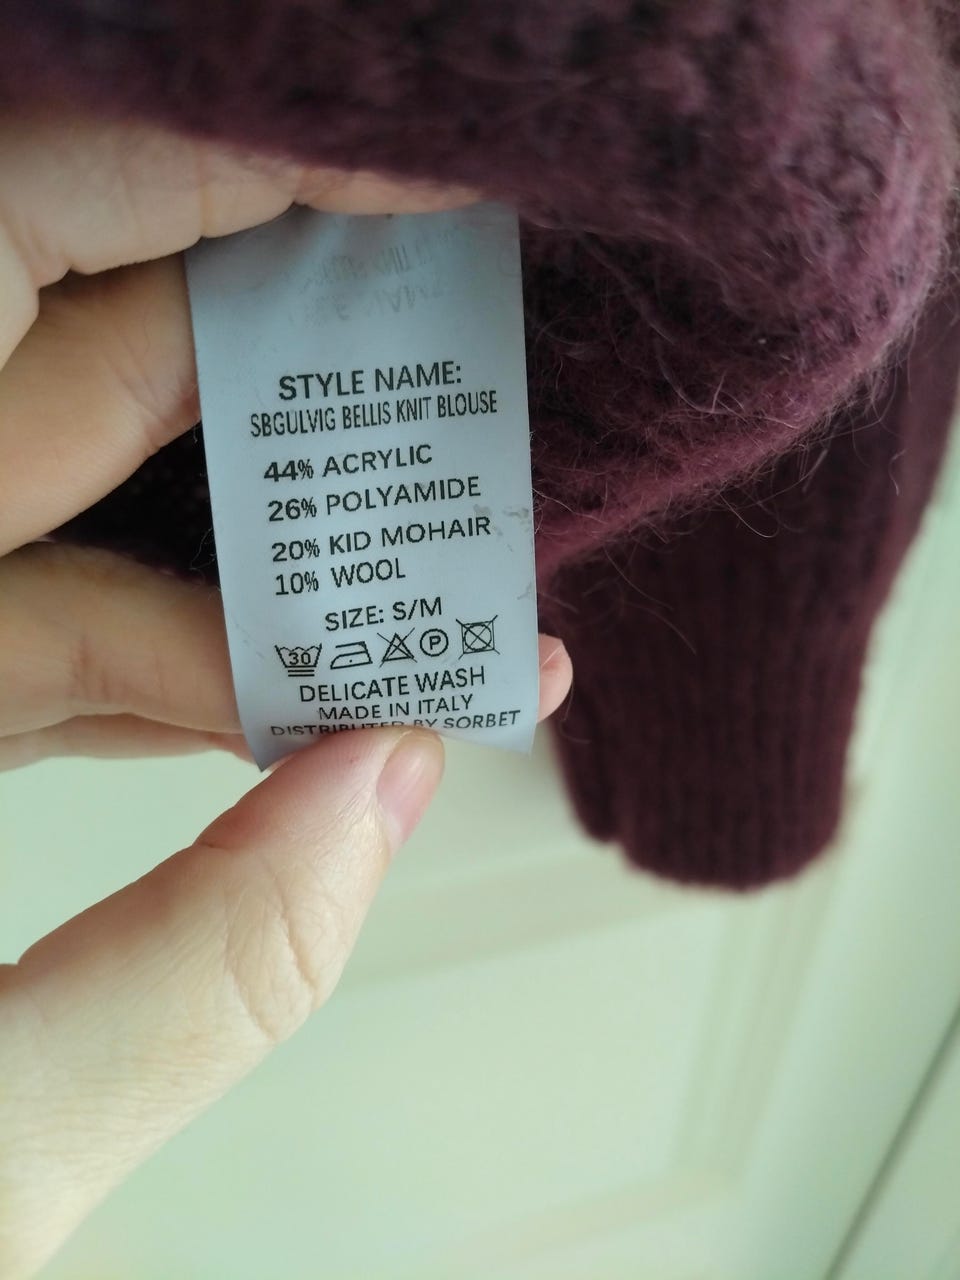 STYLE NAME:
SBGULVIG BELLIS KNIT BLOUSE
44% ACRYLIC
26% POLYAMIDE
20% KID MOHAIR
10% WOOL
SIZE: S/M
30 P
DELICATE WASH
MADE IN ITALY
DISTRIBUTED BY SORBET